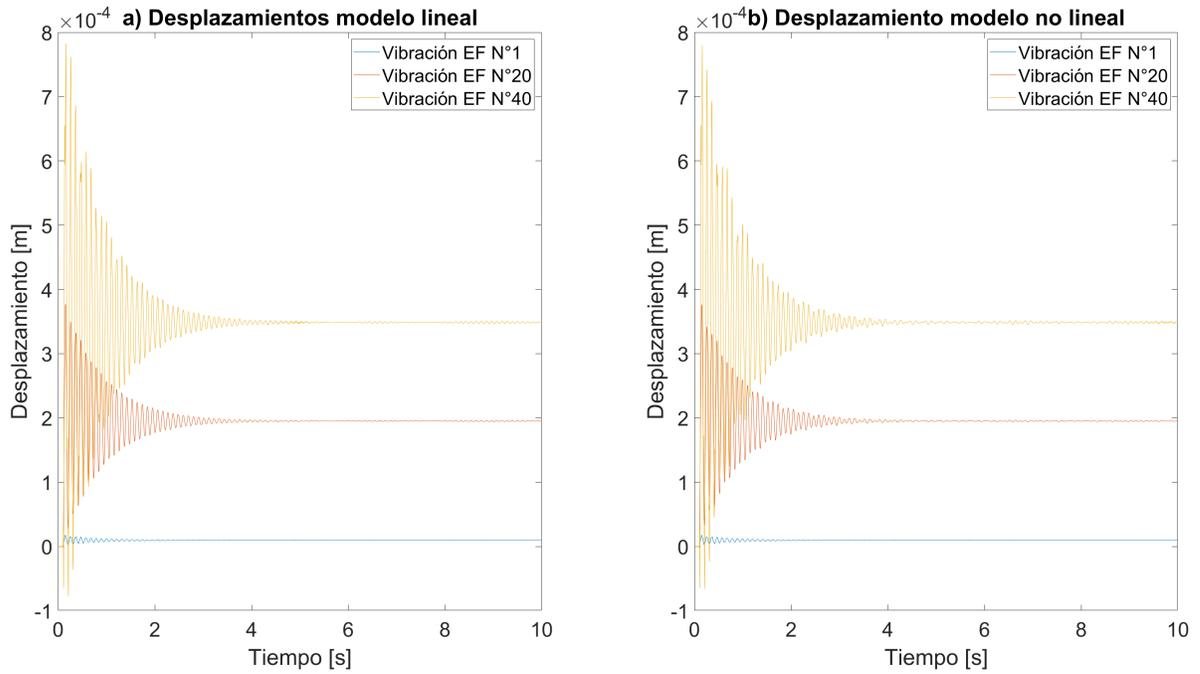 ×10-4 a) Desplazamientos modelo lineal
8
7
6
5
4
3
2
1
0
-1
Desplazamiento [m]
Vibración EF N°1
Vibración EF N°20
Vibración EF N°40
0 2 4 6 8 10
Tiempo [s]
×10-4 b) Desplazamiento modelo no lineal
8
7
6
5
4
3
2
1
0
-1
Desplazamiento [m]
Vibración EF N°1
Vibración EF N°20
Vibración EF N°40
0 2 4 6 8 10
Tiempo [s]